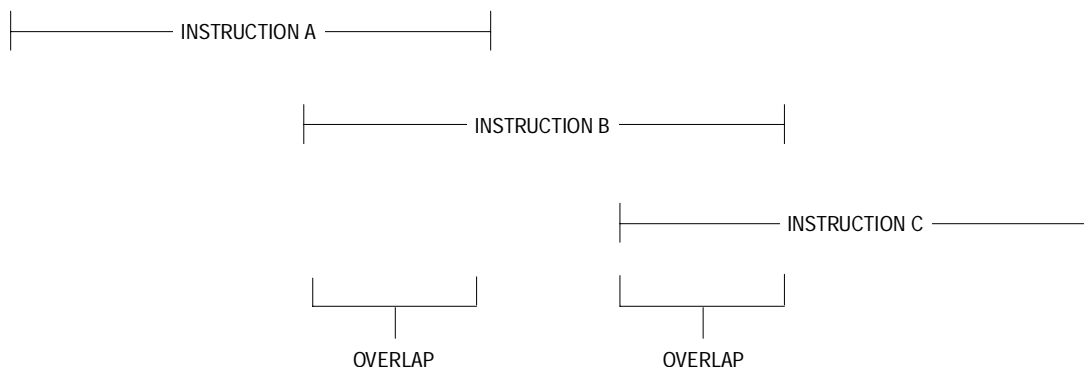 INSTRUCTION A
INSTRUCTION B
INSTRUCTION C
OVERLAP
OVERLAP